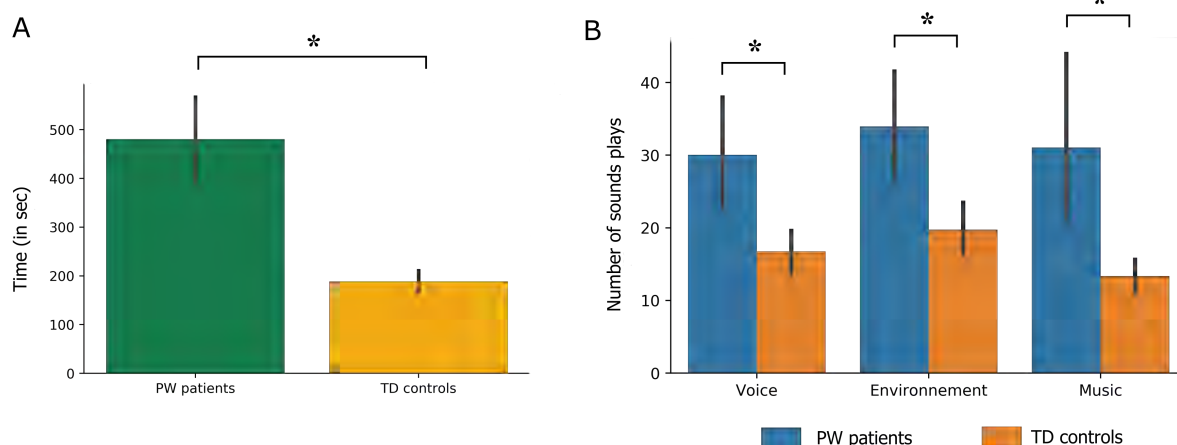 A
*
Time (in sec)
500
400
300
200
100
0
PW patients
TD controls
B
*
*
*
Number of sounds plays
40
30
20
10
0
Voice
Environnement
Music
PW patients
TD controls